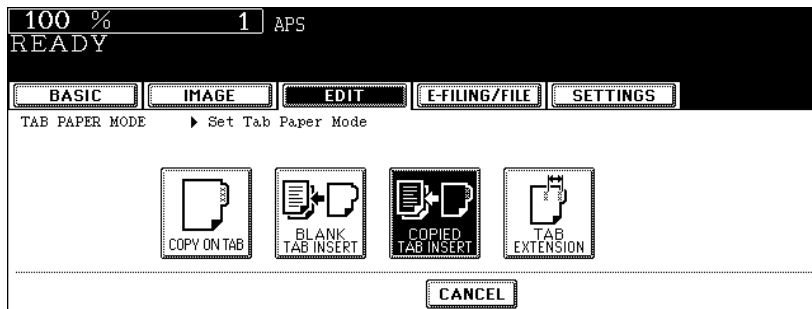 100 % 1 APS
READY
BASIC IMAGE EDIT E-FILING/FILE SETTINGS
TAB PAPER MODE ▶ Set Tab Paper Mode
COPY ON TAB
BLANK
TAB INSERT
COPIED
TAB INSERT
TAB
EXTENSION
CANCEL